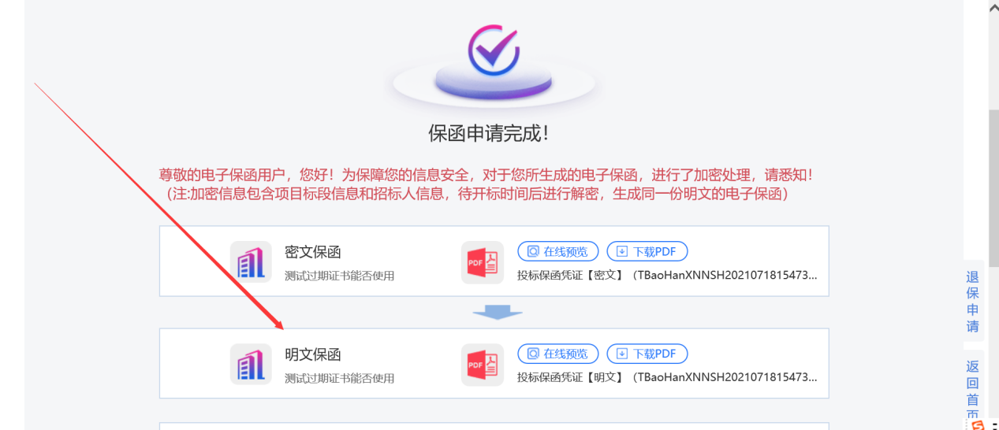 保函申请完成！
尊敬的电子保函用户，您好！为保障您的信息安全，对于您所生成的电子保函，进行了加密处理，请悉知！
（注:加密信息包含项目标段信息和招标人信息，待开标时间后进行解密，生成同一份明文的电子保函）
密文保函
测试过期证书能否使用
PDF
在线预览
下载PDF
投标保函凭证【密文】（TBaoHanXNNSH2021071815473...
明文保函
测试过期证书能否使用
PDF
在线预览
下载PDF
投标保函凭证【明文】（TBaoHanXNNSH2021071815473...
退保申请
返回首页